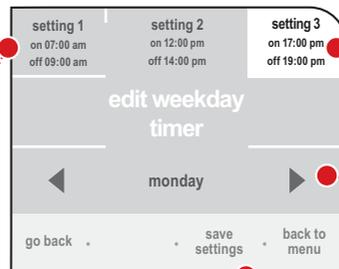 setting 1
on 07:00 am
off 09:00 am
setting 2
on 12:00 pm
off 14:00 pm
setting 3
on 17:00 pm
off 19:00 pm
edit weekday
timer
monday
go back
save
settings
back to
menu